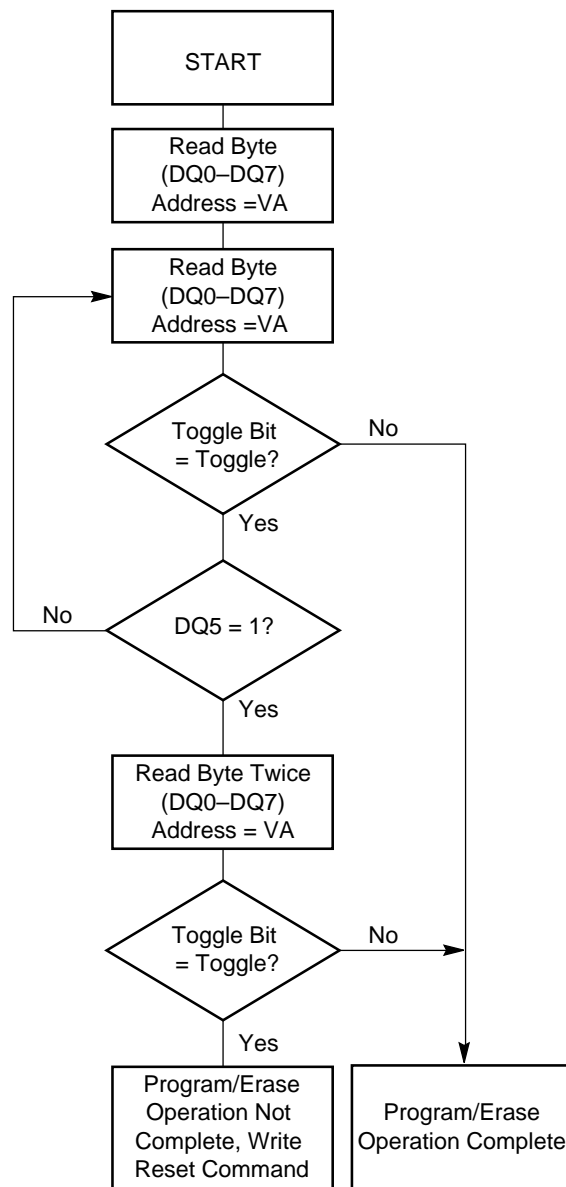 START
Read Byte
(DQ0–DQ7)
Address =VA
Read Byte
(DQ0–DQ7)
Address =VA
Toggle Bit
= Toggle?
No
Yes
No
DQ5 = 1?
Yes
Read Byte Twice
(DQ0–DQ7)
Address = VA
Toggle Bit
= Toggle?
No
Yes
Program/Erase
Operation Not
Complete, Write
Reset Command
Program/Erase
Operation Complete